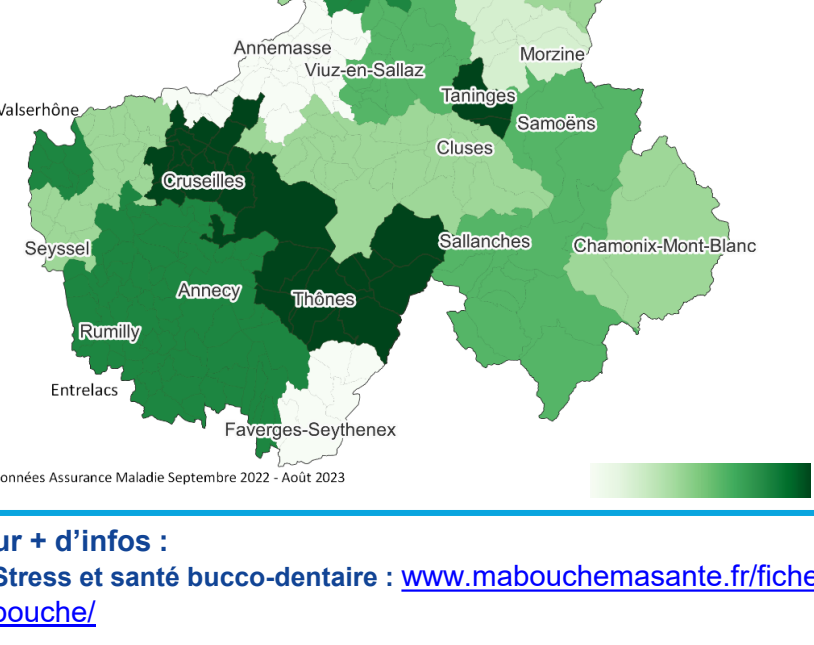 Annemasse
Morzine
Viuz-en-Sallaz
Taninges
Valserhône
Samoëns
Cluses
Cruseilles
Sallanches
Chamonix-Mont-Blanc
Seyssel
Annecy
Thônes
Rumilly
Entrelacs
Faverges-Seythenex
onnées Assurance Maladie Septembre 2022 - Août 2023
ur + d’infos :
Stress et santé bucco-dentaire : www.mabouchemasante.fr/fiche
bouche/